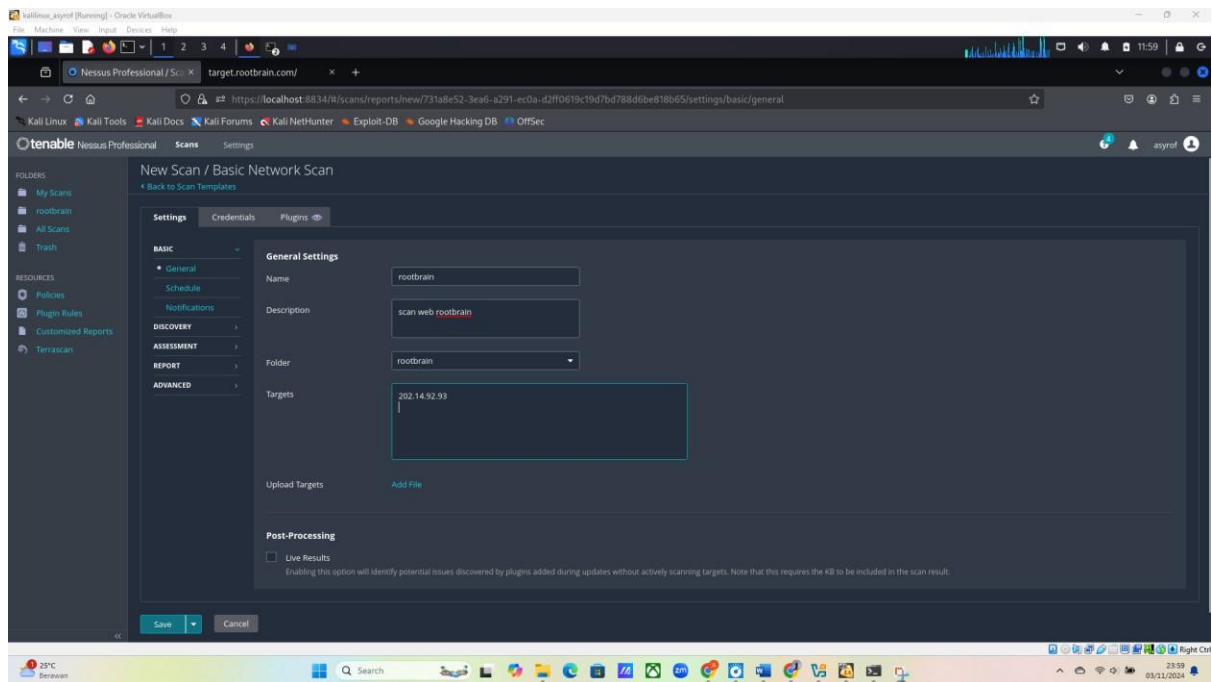 kalilinux_asyrof [Running] - Oracle VirtualBox
File Machine View Input Devices Help
1 2 3 4
11:59
Nessus Professional / Sca
target.rootbrain.com/
https://localhost:8834/#/scans/reports/new/731a8e52-3ea6-a291-ec0a-d2ff0619c19d7bd788d6be818b65/settings/basic/general
Kali Linux Kali Tools Kali Docs Kali Forums Kali NetHunter Exploit-DB Google Hacking DB OffSec
tenable Nessus Professional Scans Settings asyrof
FOLDERS
My Scans
rootbrain
All Scans
Trash
RESOURCES
Policies
Plugin Rules
Customized Reports
Terrascan
New Scan / Basic Network Scan
Back to Scan Templates
Settings Credentials Plugins
BASIC
General
Schedule
Notifications
DISCOVERY
ASSESSMENT
REPORT
ADVANCED
General Settings
Name rootbrain
Description scan web rootbrain
Folder rootbrain
Targets 202.14.92.93
Upload Targets Add File
Post-Processing
Live Results
Enabling this option will identify potential issues discovered by plugins added during updates without actively scanning targets. Note that this requires the KB to be included in the scan result.
Save Cancel
Right Ctrl
25°C
Berawan
Search
23:59
03/11/2024